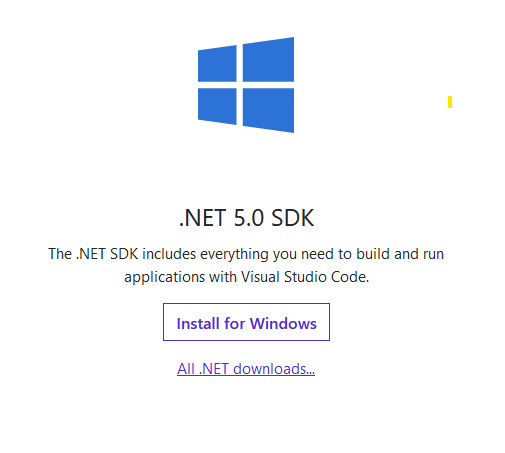 .NET 5.0 SDK
The .NET SDK includes everything you need to build and run
applications with Visual Studio Code.
Install for Windows
All .NET downloads...